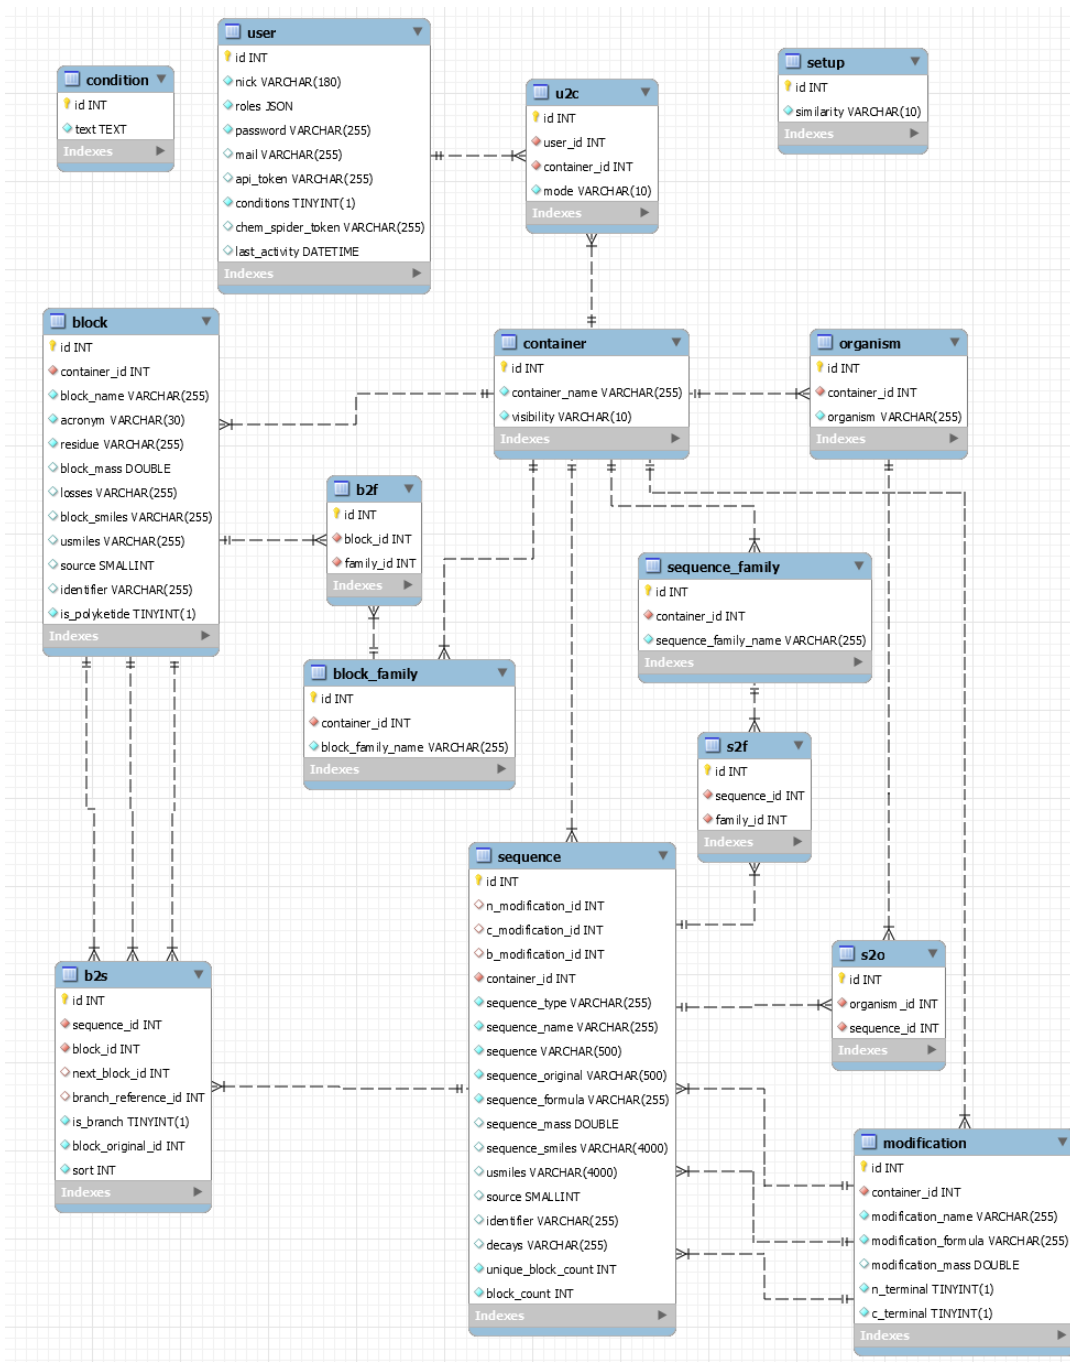 user
id INT
nick VARCHAR(180)
roles JSON
password VARCHAR(255)
mail VARCHAR(255)
api_token VARCHAR(255)
conditions TINYINT(1)
chem_spider_token VARCHAR(255)
last_activity DATETIME
Indexes
condition
id INT
text TEXT
Indexes
u2c
id INT
user_id INT
container_id INT
mode VARCHAR(10)
Indexes
setup
id INT
similarity VARCHAR(10)
Indexes
block
id INT
container_id INT
block_name VARCHAR(255)
acronym VARCHAR(30)
residue VARCHAR(255)
block_mass DOUBLE
losses VARCHAR(255)
block_smiles VARCHAR(255)
usmiles VARCHAR(255)
source SMALLINT
identifier VARCHAR(255)
is_polyketide TINYINT(1)
Indexes
container
id INT
container_name VARCHAR(255)
visibility VARCHAR(10)
Indexes
organism
id INT
container_id INT
organism VARCHAR(255)
Indexes
b2f
id INT
block_id INT
family_id INT
Indexes
sequence_family
id INT
container_id INT
sequence_family_name VARCHAR(255)
Indexes
block_family
id INT
container_id INT
block_family_name VARCHAR(255)
Indexes
s2f
id INT
sequence_id INT
family_id INT
Indexes
sequence
id INT
n_modification_id INT
c_modification_id INT
b_modification_id INT
container_id INT
sequence_type VARCHAR(255)
sequence_name VARCHAR(255)
sequence VARCHAR(500)
sequence_original VARCHAR(500)
sequence_formula VARCHAR(255)
sequence_mass DOUBLE
sequence_smiles VARCHAR(4000)
usmiles VARCHAR(4000)
source SMALLINT
identifier VARCHAR(255)
decays VARCHAR(255)
unique_block_count INT
block_count INT
Indexes
s2o
id INT
organism_id INT
sequence_id INT
Indexes
b2s
id INT
sequence_id INT
block_id INT
next_block_id INT
branch_reference_id INT
is_branch TINYINT(1)
block_original_id INT
sort INT
Indexes
modification
id INT
container_id INT
modification_name VARCHAR(255)
modification_formula VARCHAR(255)
modification_mass DOUBLE
n_terminal TINYINT(1)
c_terminal TINYINT(1)
Indexes